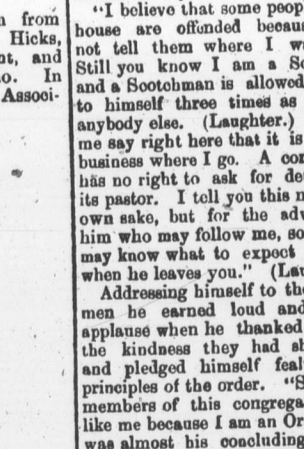 from
Hicks,
and
In
Associ-
"I believe that some peop
house are offended becau
not tell them where I w
Still you know I am a Sc
and a Scotchman is allowed
to himself three times as
anybody else. (Laughter.)
me say right here that it is
business where I go. A co
has no right to ask for de
its pastor. I tell you this n
own sake, but for the adv
him who may follow me, so
may know what to expect
when he leaves you." (Lau
Addressing himself to the
men he earned loud and
applause when he thanked
the kindness they had sh
and pledged himself feal
principles of the order. "S
members of this congrega
like me because I am an Or
was almost his concluding